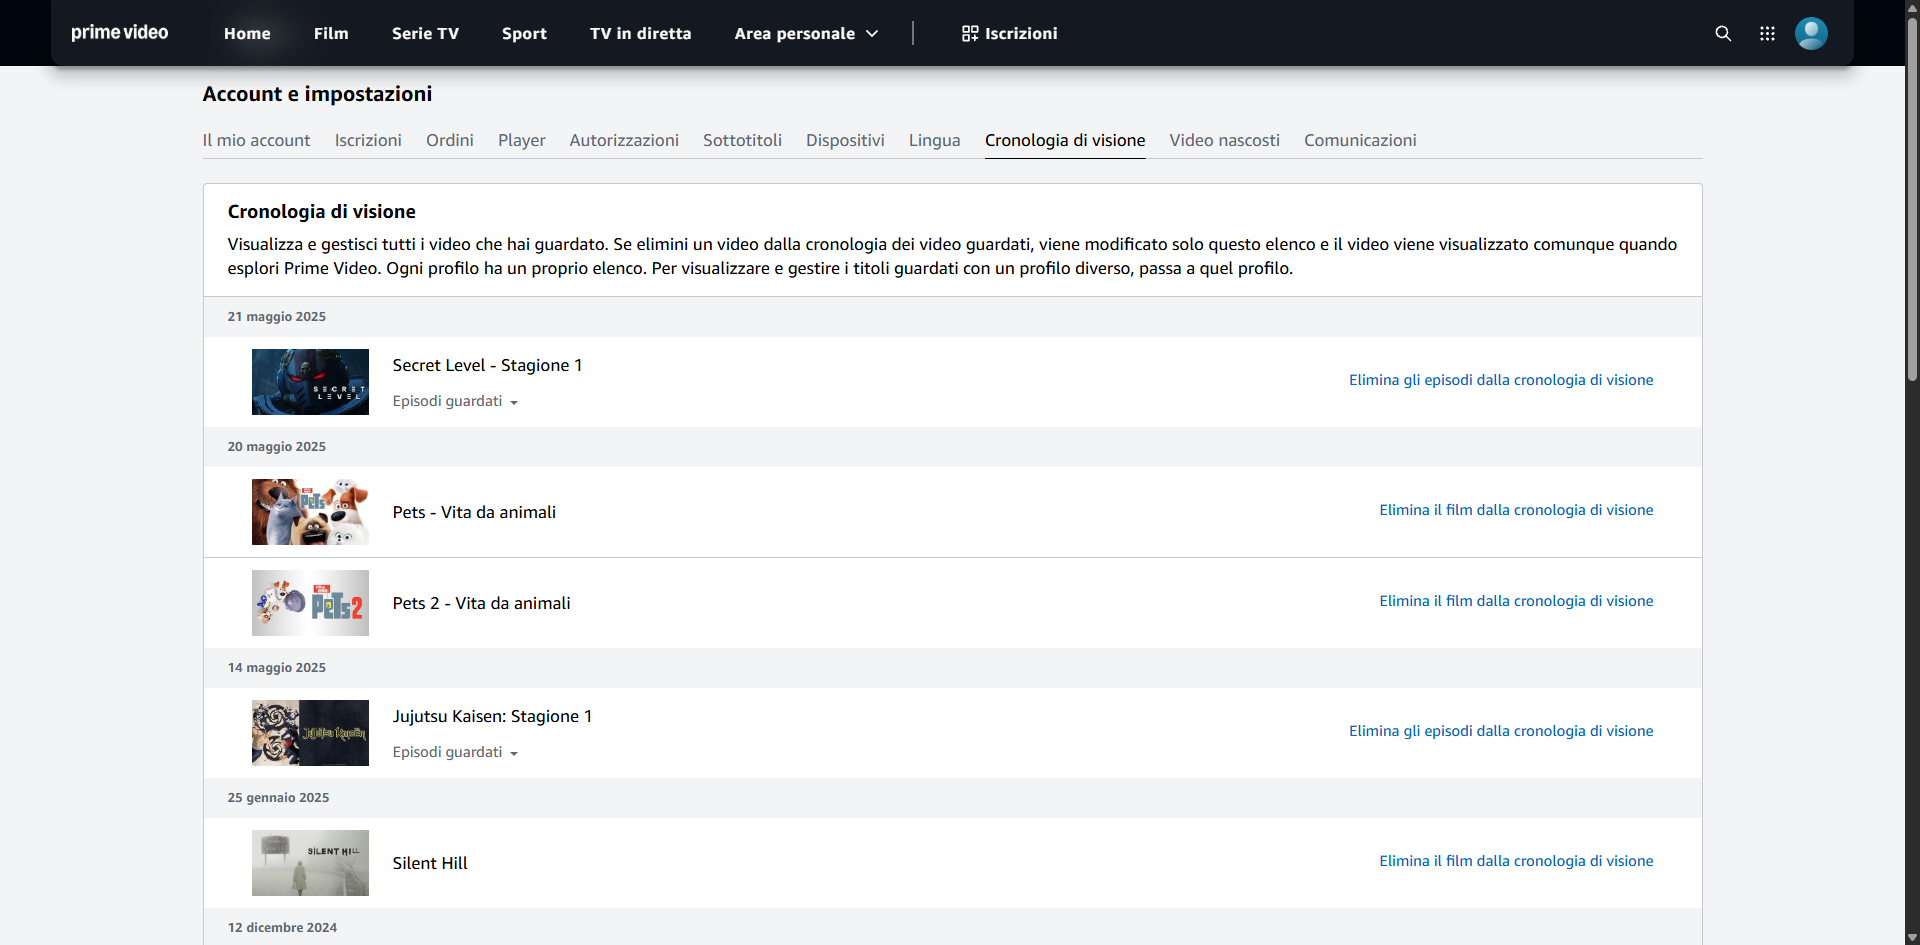 prime video
Home
Film
Serie TV
Sport
TV in diretta
Area personale
Iscrizioni
Account e impostazioni
Il mio account
Iscrizioni
Ordini
Player
Autorizzazioni
Sottotitoli
Dispositivi
Lingua
Cronologia di visione
Video nascosti
Comunicazioni
Cronologia di visione
Visualizza e gestisci tutti i video che hai guardato. Se elimini un video dalla cronologia dei video guardati, viene modificato solo questo elenco e il video viene visualizzato comunque quando
esplori Prime Video. Ogni profilo ha un proprio elenco. Per visualizzare e gestire i titoli guardati con un profilo diverso, passa a quel profilo.
21 maggio 2025
SECRET
LEVEL
Secret Level - Stagione 1
Episodi guardati
Elimina gli episodi dalla cronologia di visione
20 maggio 2025
PETS
Pets - Vita da animali
Elimina il film dalla cronologia di visione
PETS 2
Pets 2 - Vita da animali
Elimina il film dalla cronologia di visione
14 maggio 2025
Jujutsu Kaisen
Jujutsu Kaisen: Stagione 1
Episodi guardati
Elimina gli episodi dalla cronologia di visione
25 gennaio 2025
SILENT HILL
Silent Hill
Elimina il film dalla cronologia di visione
12 dicembre 2024